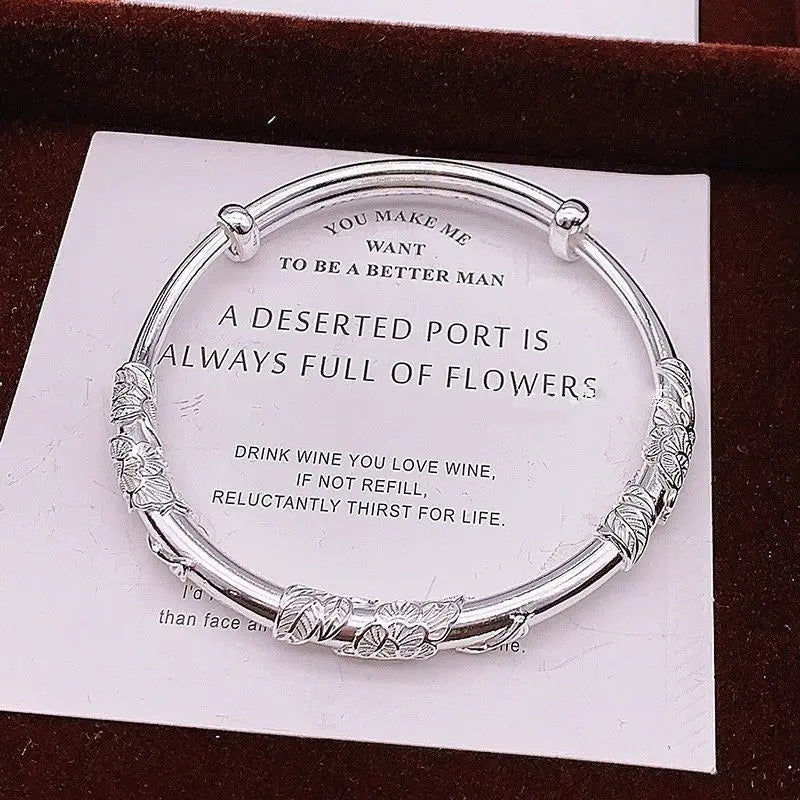 YOU MAKE ME
WANT
TO BE A BETTER MAN
A DESERTED PORT IS
ALWAYS FULL OF FLOWERS
DRINK WINE YOU LOVE WINE,
IF NOT REFILL,
RELUCTANTLY THIRST FOR LIFE.
I'd
than face